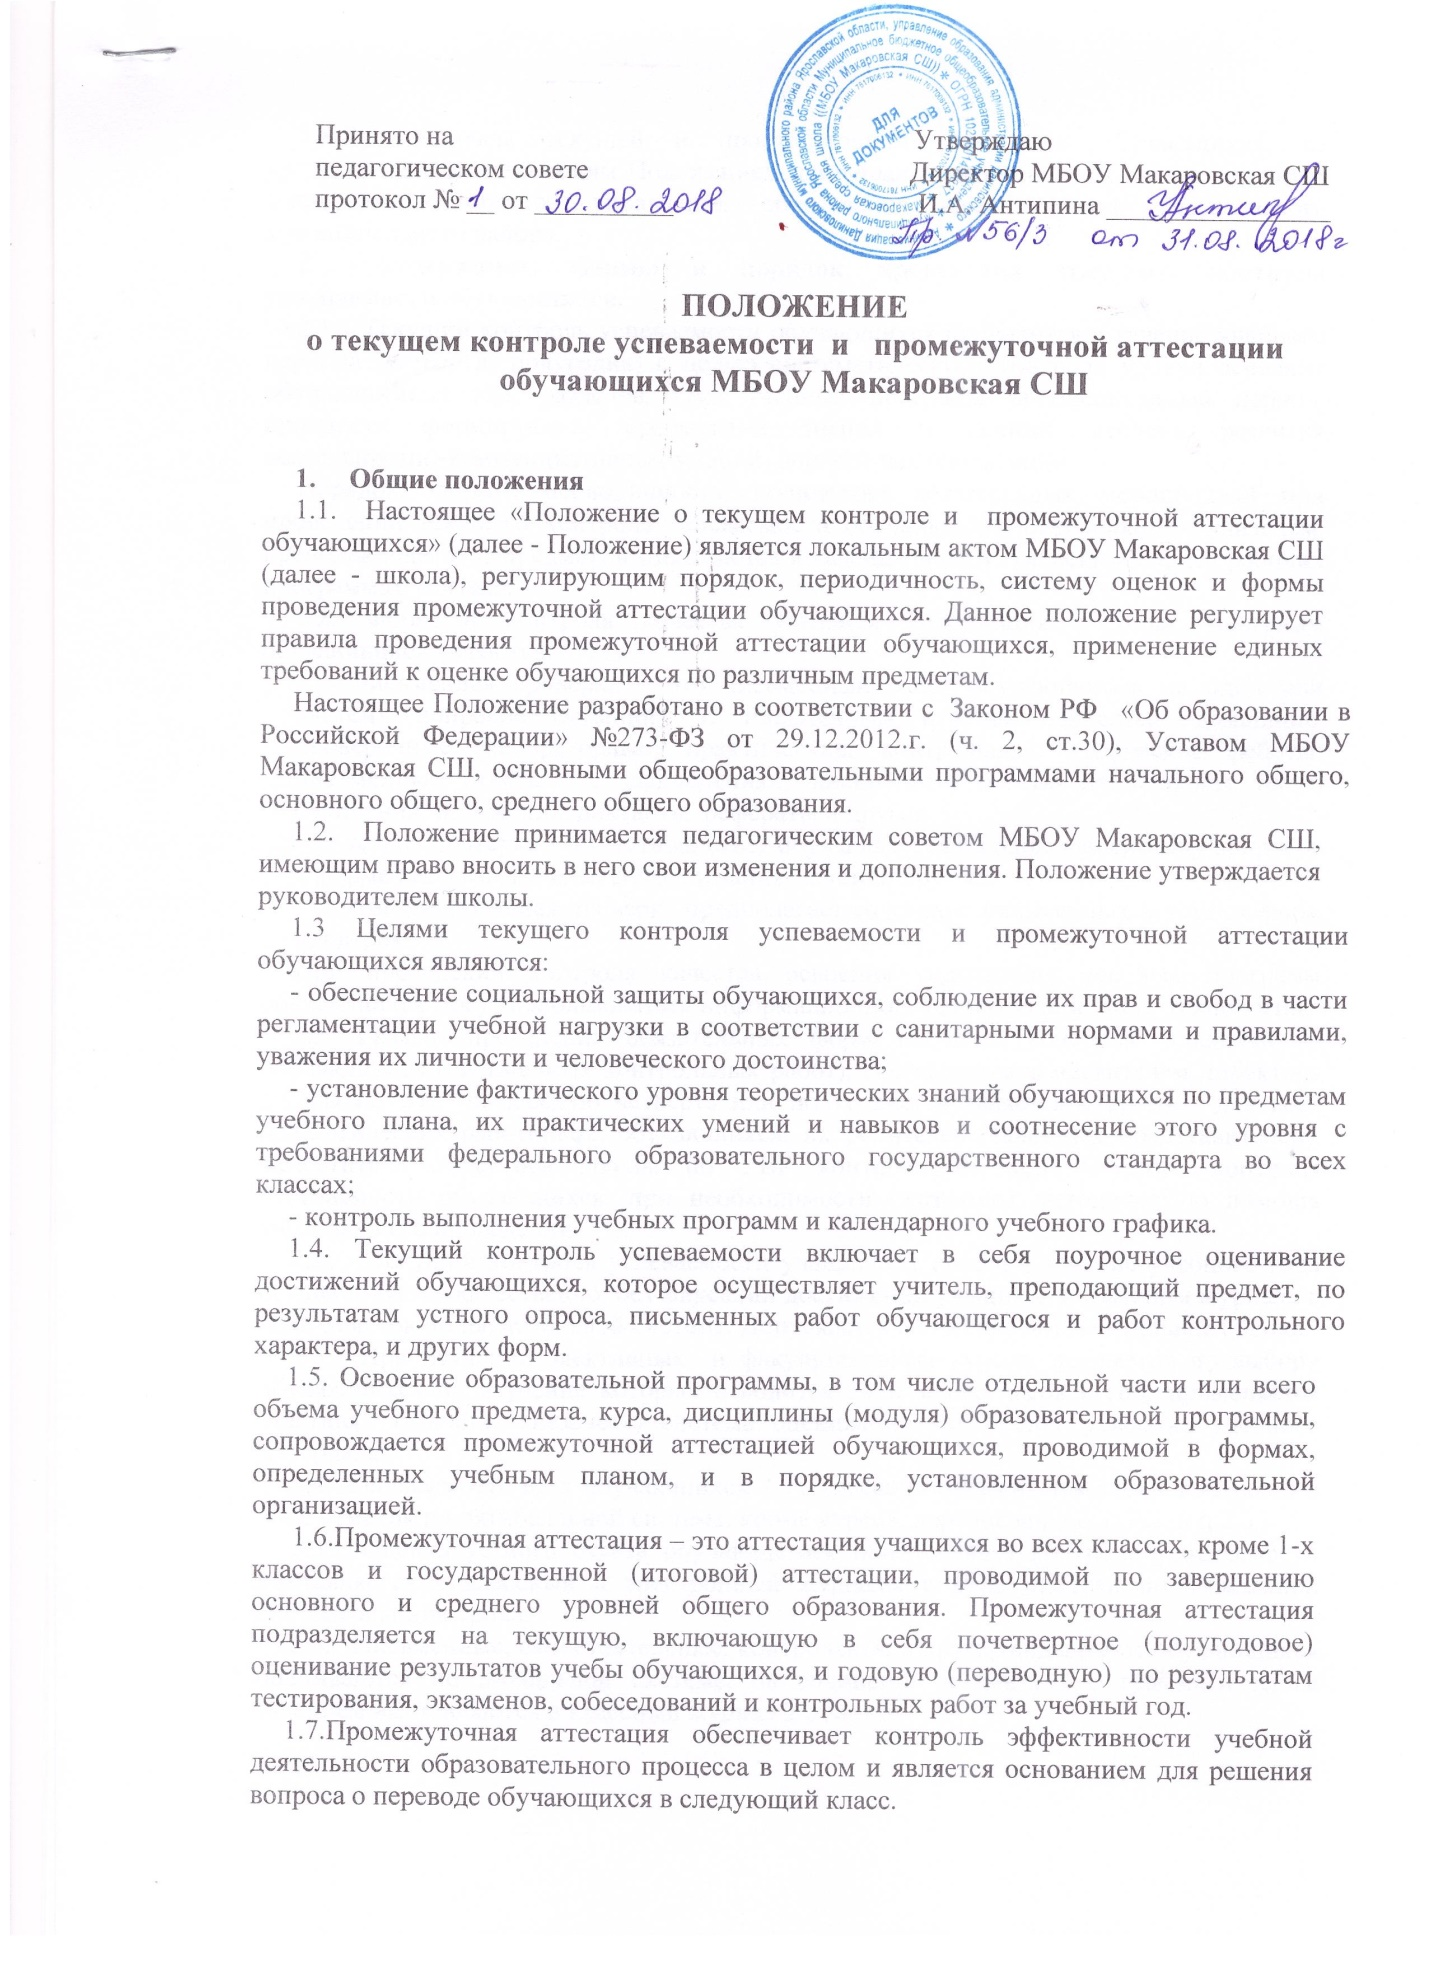 Принято на
педагогическом совете
протокол № 1 от 30.08.2018
Утверждаю
Директор МБОУ Макаровская СШ
И.А. Антипина
Пр №56/3 от 31.08.2018г
ДЛЯ
ДОКУМЕНТОВ
ПОЛОЖЕНИЕ
о текущем контроле успеваемости и промежуточной аттестации
обучающихся МБОУ Макаровская СШ
1. Общие положения
1.1. Настоящее «Положение о текущем контроле и промежуточной аттестации
обучающихся» (далее - Положение) является локальным актом МБОУ Макаровская СШ
(далее - школа), регулирующим порядок, периодичность, систему оценок и формы
проведения промежуточной аттестации обучающихся. Данное положение регулирует
правила проведения промежуточной аттестации обучающихся, применение единых
требований к оценке обучающихся по различным предметам.
Настоящее Положение разработано в соответствии с Законом РФ «Об образовании в
Российской Федерации» №273-ФЗ от 29.12.2012.г. (ч. 2, ст.30), Уставом МБОУ
Макаровская СШ, основными общеобразовательными программами начального общего,
основного общего, среднего общего образования.
1.2. Положение принимается педагогическим советом МБОУ Макаровская СШ,
имеющим право вносить в него свои изменения и дополнения. Положение утверждается
руководителем школы.
1.3 Целями текущего контроля успеваемости и промежуточной аттестации
обучающихся являются:
- обеспечение социальной защиты обучающихся, соблюдение их прав и свобод в части
регламентации учебной нагрузки в соответствии с санитарными нормами и правилами,
уважения их личности и человеческого достоинства;
- установление фактического уровня теоретических знаний обучающихся по предметам
учебного плана, их практических умений и навыков и соотнесение этого уровня с
требованиями федерального образовательного государственного стандарта во всех
классах;
- контроль выполнения учебных программ и календарного учебного графика.
1.4. Текущий контроль успеваемости включает в себя поурочное оценивание
достижений обучающихся, которое осуществляет учитель, преподающий предмет, по
результатам устного опроса, письменных работ обучающегося и работ контрольного
характера, и других форм.
1.5. Освоение образовательной программы, в том числе отдельной части или всего
объема учебного предмета, курса, дисциплины (модуля) образовательной программы,
сопровождается промежуточной аттестацией обучающихся, проводимой в формах,
определенных учебным планом, и в порядке, установленном образовательной
организацией.
1.6.Промежуточная аттестация – это аттестация учащихся во всех классах, кроме 1-х
классов и государственной (итоговой) аттестации, проводимой по завершению
основного и среднего уровней общего образования. Промежуточная аттестация
подразделяется на текущую, включающую в себя почетвертное (полугодовое)
оценивание результатов учебы обучающихся, и годовую (переводную) по результатам
тестирования, экзаменов, собеседований и контрольных работ за учебный год.
1.7.Промежуточная аттестация обеспечивает контроль эффективности учебной
деятельности образовательного процесса в целом и является основанием для решения
вопроса о переводе обучающихся в следующий класс.